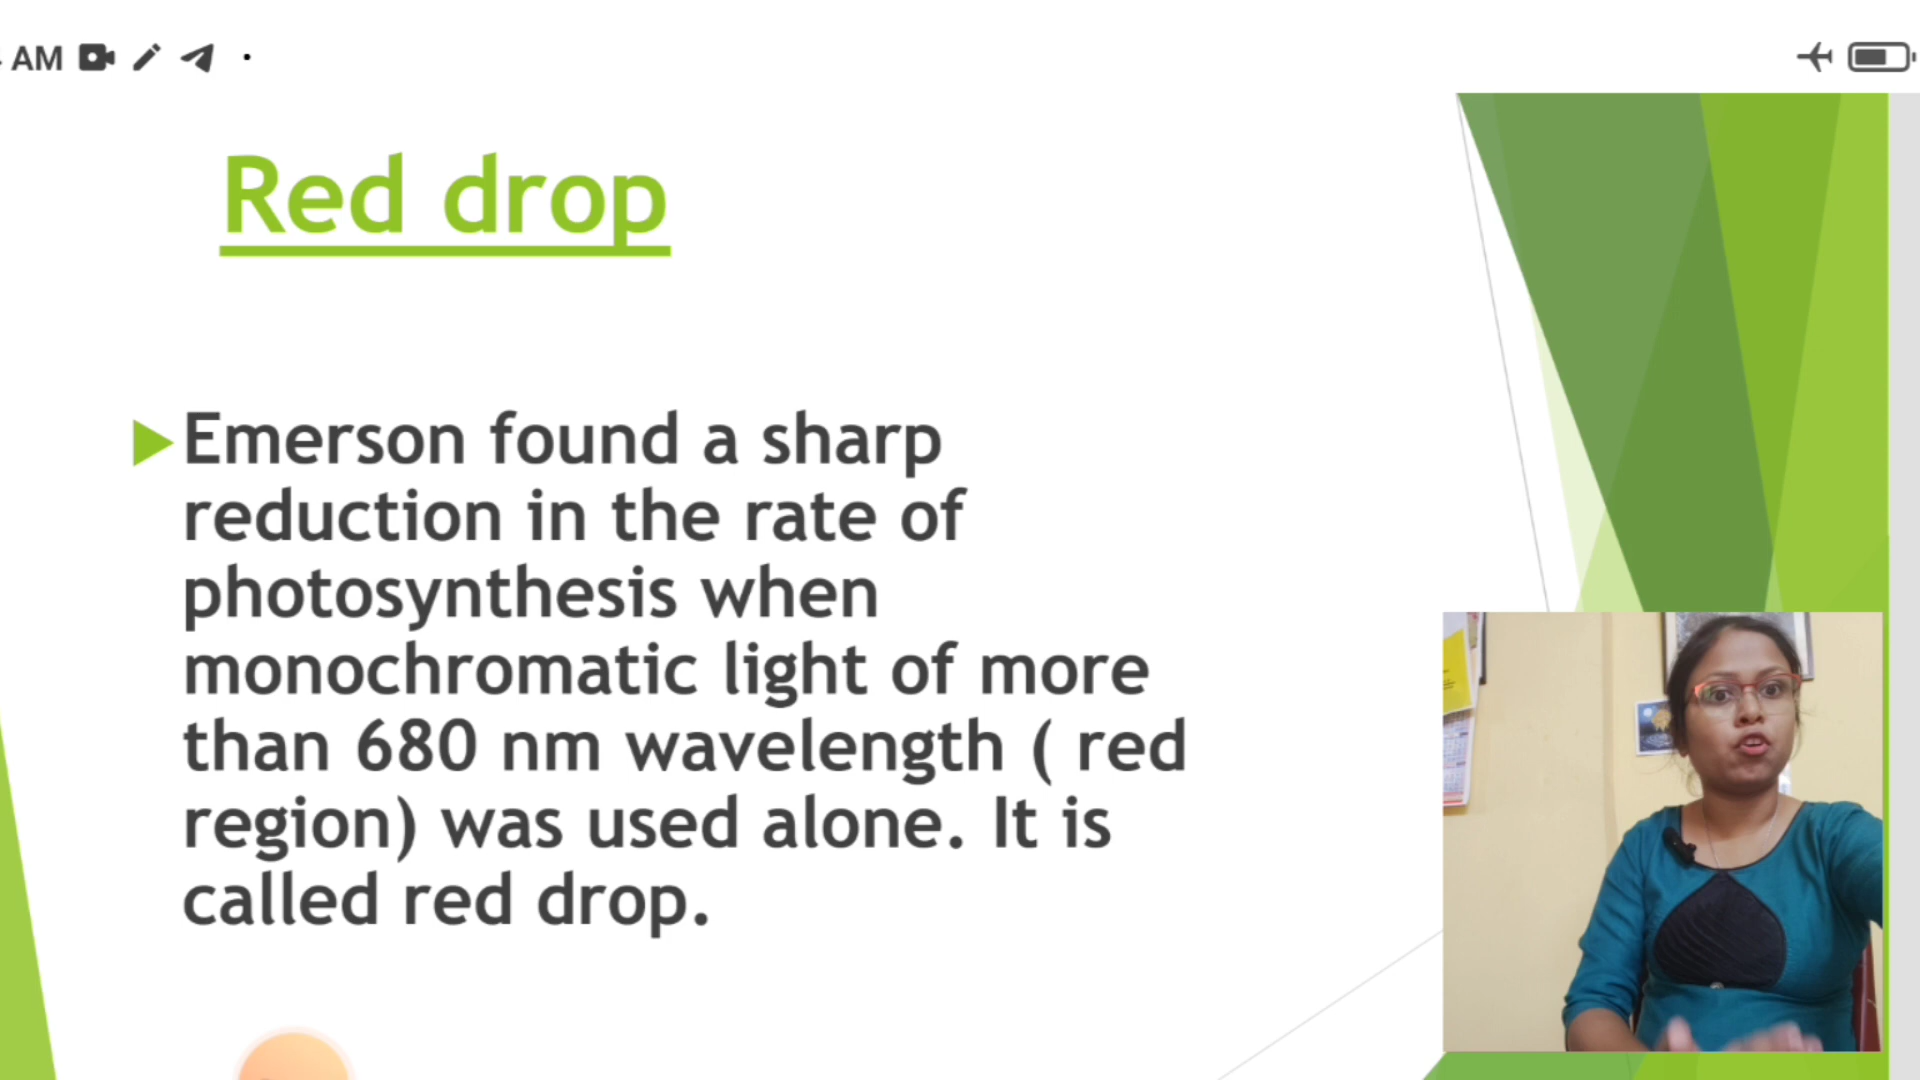 AM
Red drop
Emerson found a sharp
reduction in the rate of
photosynthesis when
monochromatic light of more
than 680 nm wavelength ( red
region) was used alone. It is
called red drop.